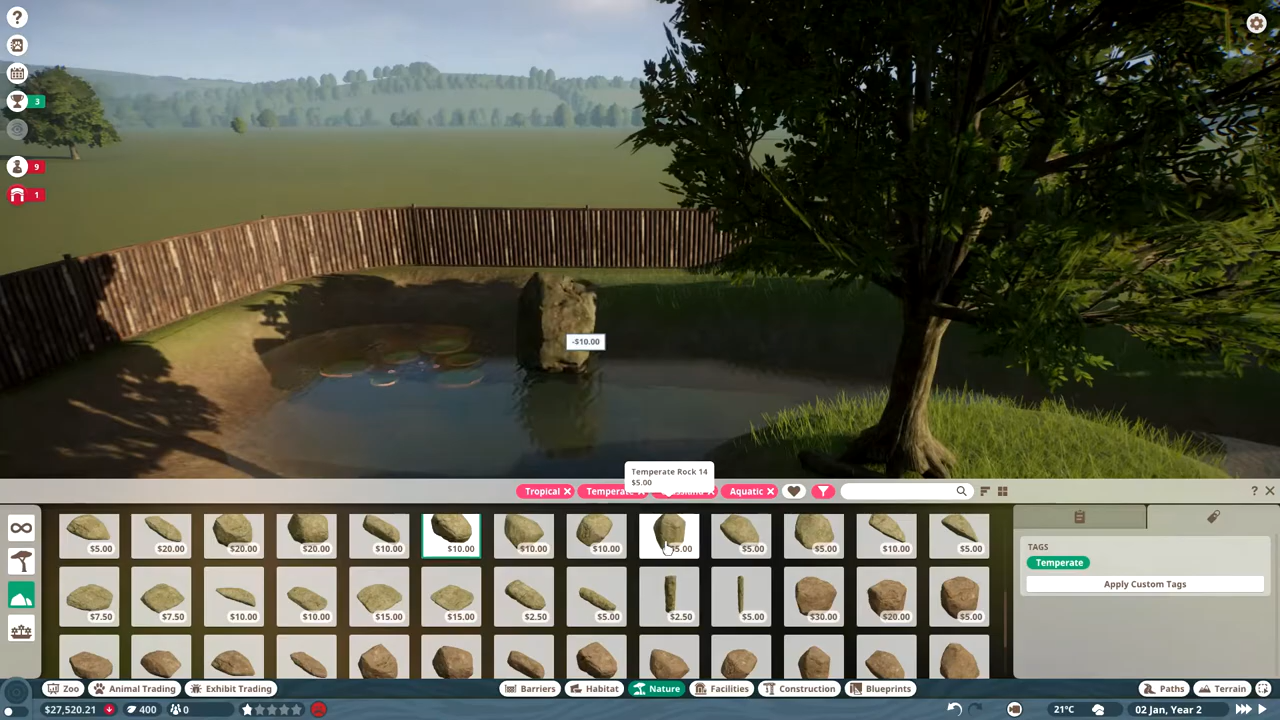 ?
3
9
1
-$10.00
Temperate Rock 14
$5.00
Tropical ✕
Aquatic ✕
? ✕
$5.00 $20.00 $20.00 $20.00 $10.00 $10.00 $10.00 $10.00 $5.00 $5.00 $10.00 $5.00
TAGS
Temperate
Apply Custom Tags
$7.50 $7.50 $10.00 $10.00 $15.00 $15.00 $2.50 $5.00 $2.50 $5.00 $30.00 $20.00 $5.00
Zoo Animal Trading Exhibit Trading Barriers Habitat Nature Facilities Construction Blueprints Paths Terrain
$27,520.21 400 0 21°C 02 Jan, Year 2